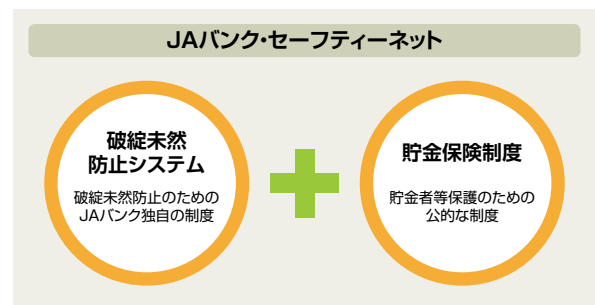 JAバンク・セーフティーネット
破綻未然
防止システム
破綻未然防止のための
JAバンク独自の制度
貯金保険制度
貯金者等保護のための
公的な制度